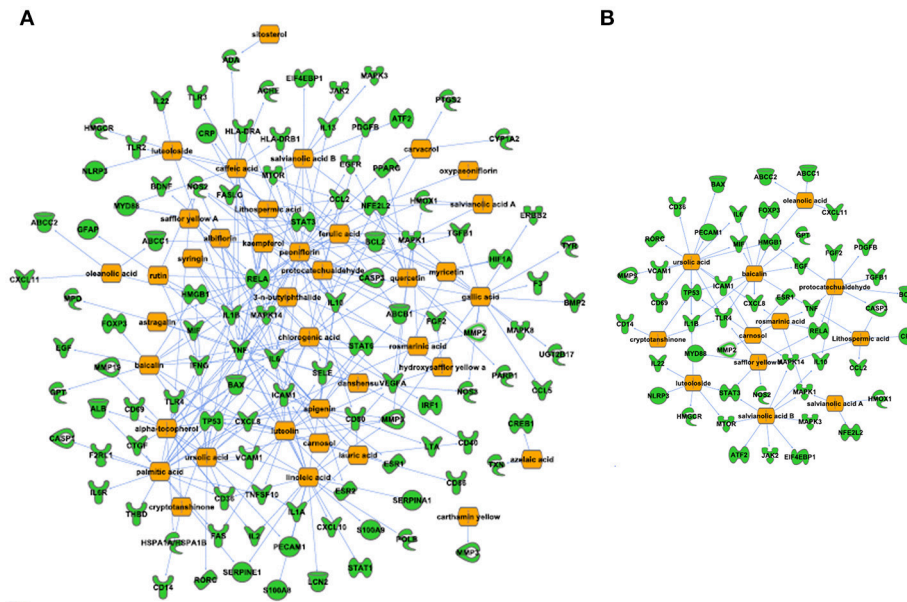 A
B
sitosterol
ADA
EIF4EBP1
MAPK3
IL22
TLR3
ACHE
JAK2
PTGS2
HMGCR
TLR2
CRP
HLA-DRA
HLA-DRB1
IL13
PDGFB
ATF2
CYP1A2
luteoloside
caffeic acid
salvianolic acid B
carvacrol
NLRP3
BDNF
NOS2
MTOR
EGFR
PPARG
oxypaeoniflorin
MYD88
FASLG
CCL2
NFE2L2
HMOX1
salvianolic acid A
ABCC2
GFAP
safflor yellow A
Lithospermic acid
STAT3
ferulic acid
ERBB2
ABCC1
albiflorin
kaempferol
paeoniflorin
BCL2
MAPK1
TGFB1
TYR
syringin
protocatechualdehyde
HIF1A
CXCL11
oleanolic acid
rutin
RELA
CASP3
quercetin
myricetin
F3
MPO
HMGB1
3-n-butylphthalide
IL10
gallic acid
BMP2
FOXP3
astragalin
MIF
IL1B
MAPK14
ABCB1
FGF2
MMP2
MAPK8
chlorogenic acid
EGF
TNF
IL6
STAT6
rosmarinic acid
UGT2B17
baicalin
IFNG
SELE
hydroxysafflor yellow a
PARP1
GPT
MMP13
BAX
danshensu
VEGFA
NOS3
CCL5
ALB
CD69
TLR4
ICAM1
apigenin
IRF1
CASP1
CTGF
alpha-tocopherol
TP53
CXCL8
luteolin
CD80
MMP9
CREB1
F2RL1
carnosol
LTA
CD40
palmitic acid
ursolic acid
VCAM1
lauric acid
ESR1
TXN
azelaic acid
IL6R
CD36
TNFSF10
linoleic acid
ESR2
CD86
THBD
cryptotanshinone
IL1A
SERPINA1
carthamin yellow
HSPA1A/HSPA1B
FAS
IL2
CXCL10
S100A9
POLB
PECAM1
MMP1
CD14
RORC
SERPINE1
S100A8
LCN2
STAT1
ABCC2
ABCC1
BAX
oleanolic acid
CD36
IL6
FOXP3
CXCL11
RORC
PECAM1
MIF
HMGB1
GPT
FGF2
PDGFB
MMP9
VCAM1
ursolic acid
baicalin
EGF
protocatechualdehyde
TGFB1
CD69
TP53
ICAM1
CXCL8
ESR1
TNF
CASP3
CD14
IL1B
TLR4
rosmarinic acid
RELA
cryptotanshinone
carnosol
Lithospermic acid
IL22
MYD88
MMP2
safflor yellow
MAPK14
IL10
CCL2
NLRP3
luteoloside
STAT3
NOS2
MAPK1
salvianolic acid A
HMOX1
HMGCR
MTOR
salvianolic acid B
MAPK3
NFE2L2
ATF2
JAK2
EIF4EBP1